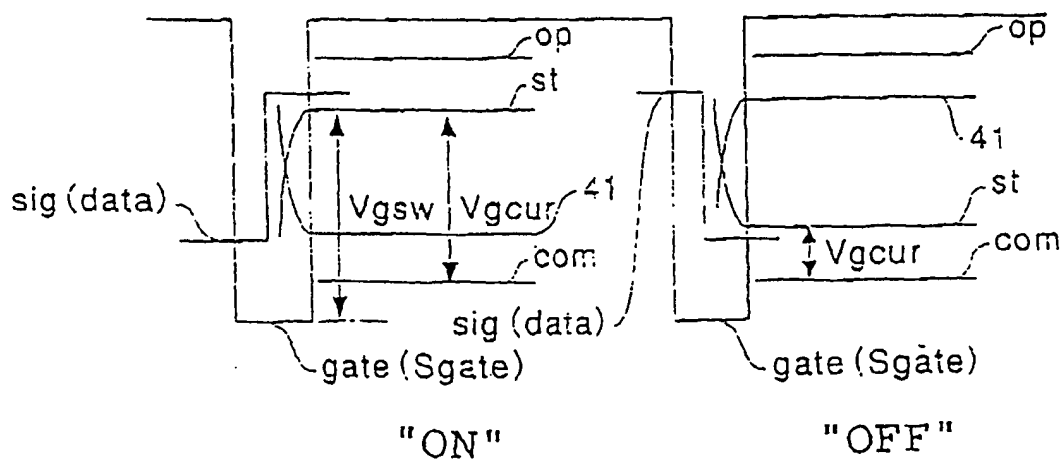 op
st
sig (data)
Vgsw
Vgcur
41
com
gate (Sgate)
"ON"
op
41
st
Vgcur
com
sig (data)
gate (Sgate)
"OFF"